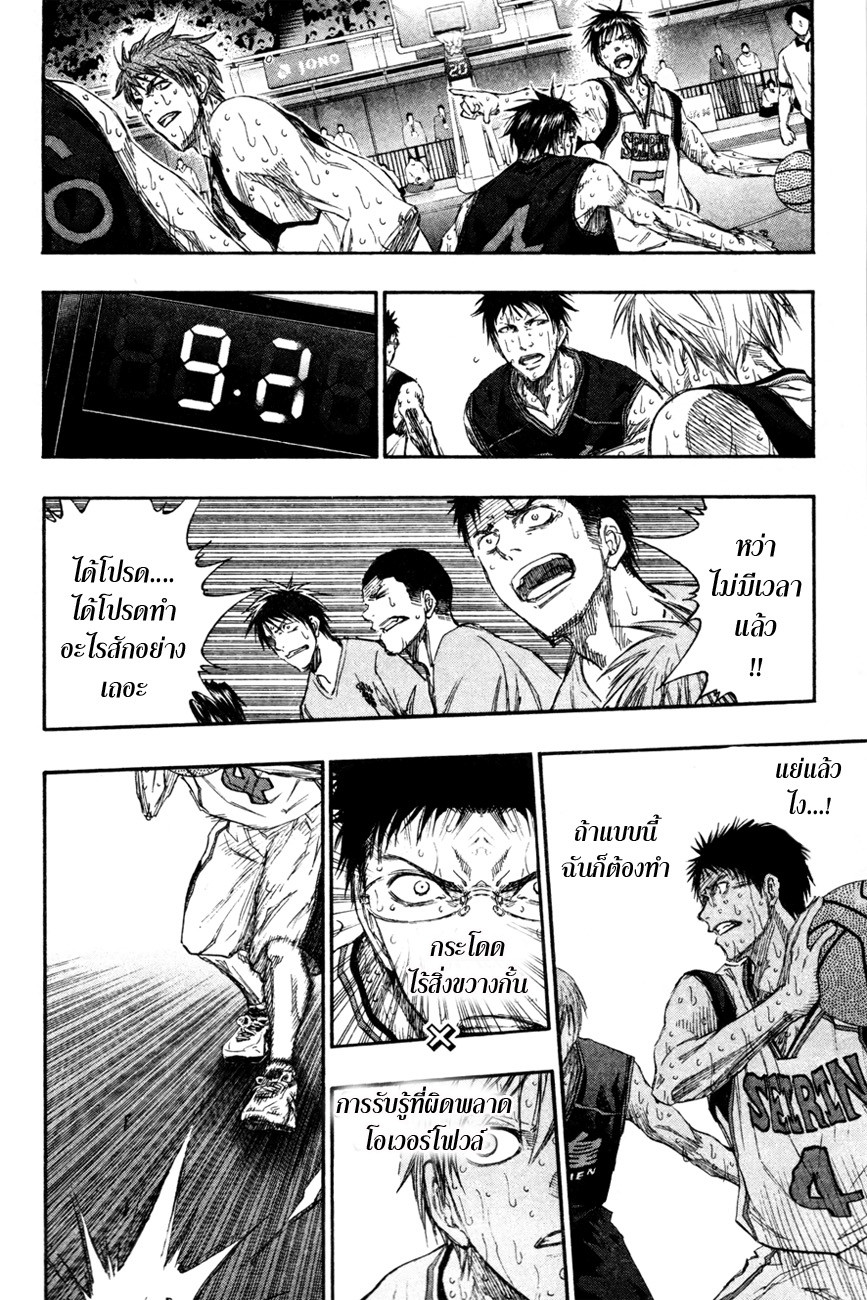 JONO
20
SEIRIN
5
4
9.2
หว่า
ไม่มีเวลา
แล้ว
!!
ได้โปรด....
ได้โปรดทำ
อะไรสักอย่าง
เถอะ
แย่แล้ว
ไง...!
ถ้าแบบนี้
ฉันก็ต้องทำ
SEIRIN
4
กระโดด
ไร้สิ่งขวางกั้น
×
การรับรู้ที่ผิดพลาด
โอเวอร์โฟวล์